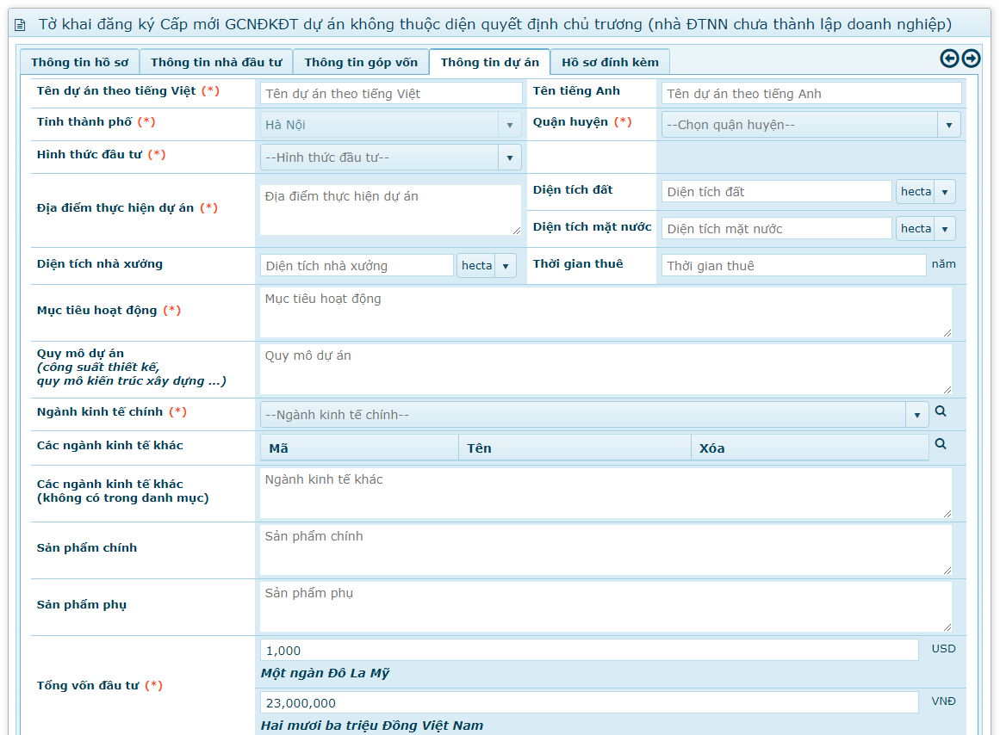 Tờ khai đăng ký Cấp mới GCNĐKĐT dự án không thuộc diện quyết định chủ trương (nhà ĐTNN chưa thành lập doanh nghiệp)
Thông tin hồ sơ Thông tin nhà đầu tư Thông tin góp vốn Thông tin dự án Hồ sơ đính kèm
Tên dự án theo tiếng Việt (*) Tên dự án theo tiếng Việt Tên tiếng Anh Tên dự án theo tiếng Anh
Tỉnh thành phố (*) Hà Nội Quận huyện (*) --Chọn quận huyện--
Hình thức đầu tư (*) --Hình thức đầu tư--
Địa điểm thực hiện dự án (*) Địa điểm thực hiện dự án
Diện tích đất Diện tích đất hecta
Diện tích mặt nước Diện tích mặt nước hecta
Diện tích nhà xưởng Diện tích nhà xưởng hecta Thời gian thuê Thời gian thuê năm
Mục tiêu hoạt động (*) Mục tiêu hoạt động
Quy mô dự án Quy mô dự án
(công suất thiết kế,
quy mô kiến trúc xây dựng ...)
Ngành kinh tế chính (*) --Ngành kinh tế chính--
Các ngành kinh tế khác Mã Tên Xóa
Các ngành kinh tế khác Ngành kinh tế khác
(không có trong danh mục)
Sản phẩm chính Sản phẩm chính
Sản phẩm phụ Sản phẩm phụ
Tổng vốn đầu tư (*)
1,000 USD
Một ngàn Đô La Mỹ
23,000,000 VNĐ
Hai mươi ba triệu Đồng Việt Nam